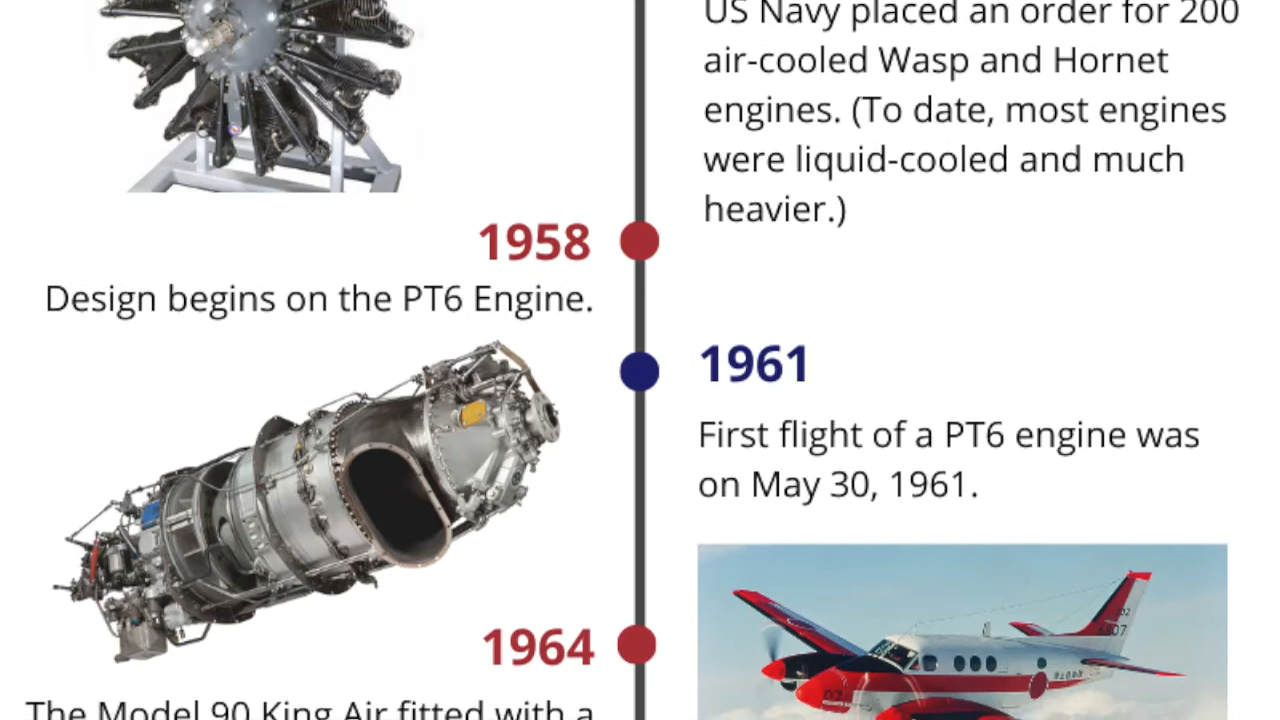 US Navy placed an order for 200
air-cooled Wasp and Hornet
engines. (To date, most engines
were liquid-cooled and much
heavier.)
1958
Design begins on the PT6 Engine.
1961
First flight of a PT6 engine was
on May 30, 1961.
1964
The Model 90 King Air fitted with a